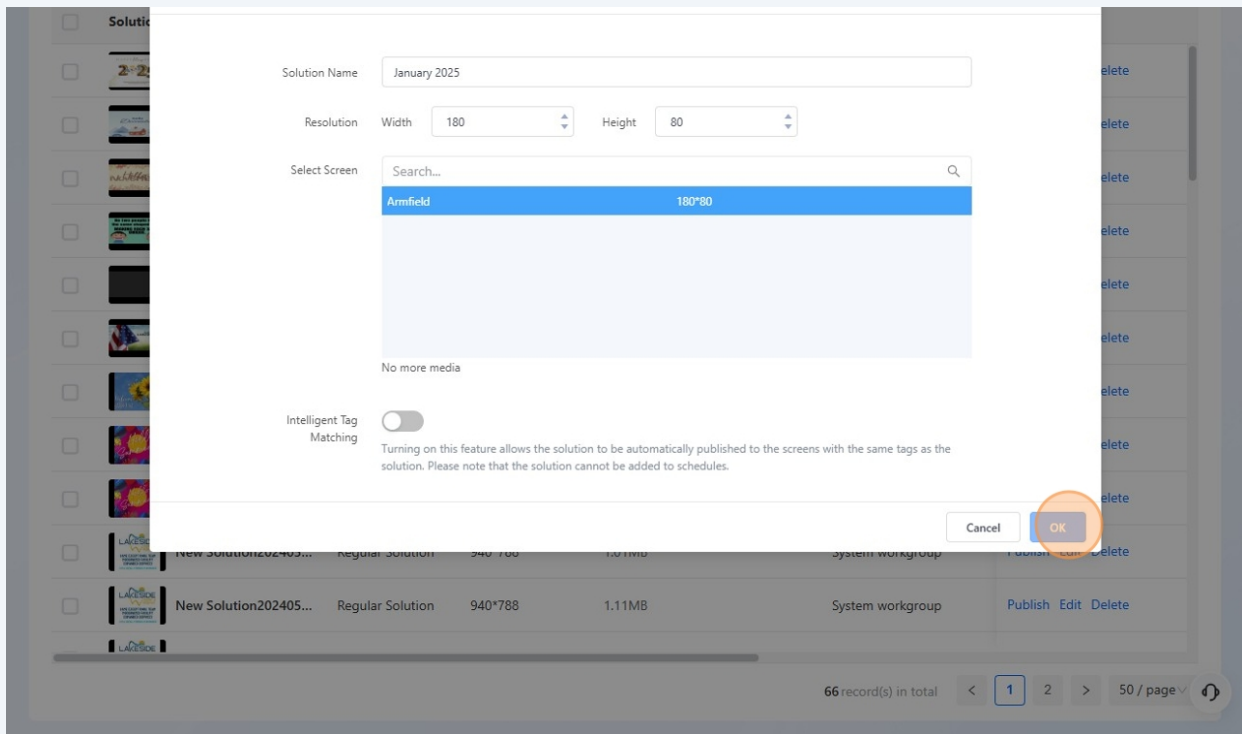 Solutio
elete
Solution Name January 2025
elete
Resolution Width 180 Height 80
Select Screen Search...
elete
Armfield 180*80
elete
elete
elete
No more media
elete
Intelligent Tag
Matching
Turning on this feature allows the solution to be automatically published to the screens with the same tags as the
solution. Please note that the solution cannot be added to schedules.
elete
elete
Cancel OK
New Solution202405... Regular Solution 940*788 1.01MB System workgroup Publish Edit Delete
LAKESIDE New Solution202405... Regular Solution 940*788 1.11MB System workgroup Publish Edit Delete
LAKESIDE
66 record(s) in total < 1 2 > 50 / page